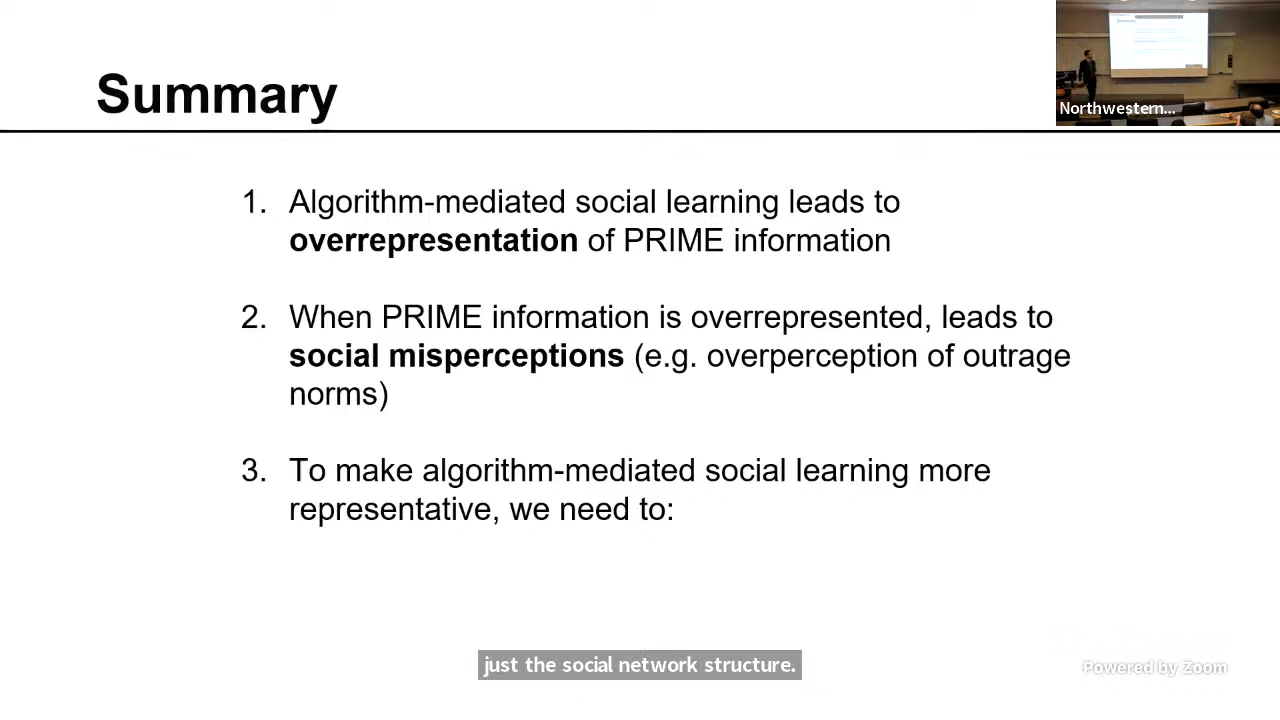 Summary
Northwestern...
1. Algorithm-mediated social learning leads to
overrepresentation of PRIME information
2. When PRIME information is overrepresented, leads to
social misperceptions (e.g. overperception of outrage
norms)
3. To make algorithm-mediated social learning more
representative, we need to:
just the social network structure.
Powered by Zoom